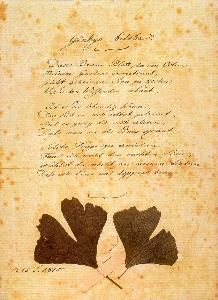 Ginkgo biloba
Dieses Baums Blatt, der von Osten
Meinem Garten anvertraut,
Giebt geheimen Sinn zu kosten
Wie's den Wissenden erbaut.
Ist es Ein lebendig Wesen
Das sich in sich selbst getrennt,
Sind es zwey die sich erlesen,
Dass man sie als Eines kennt.
Solche Frage zu erwiedern
Fand ich wohl den rechten Sinn
Fühlst du nicht an meinen Liedern
Dass ich Eins und doppelt bin
15. S. 1815